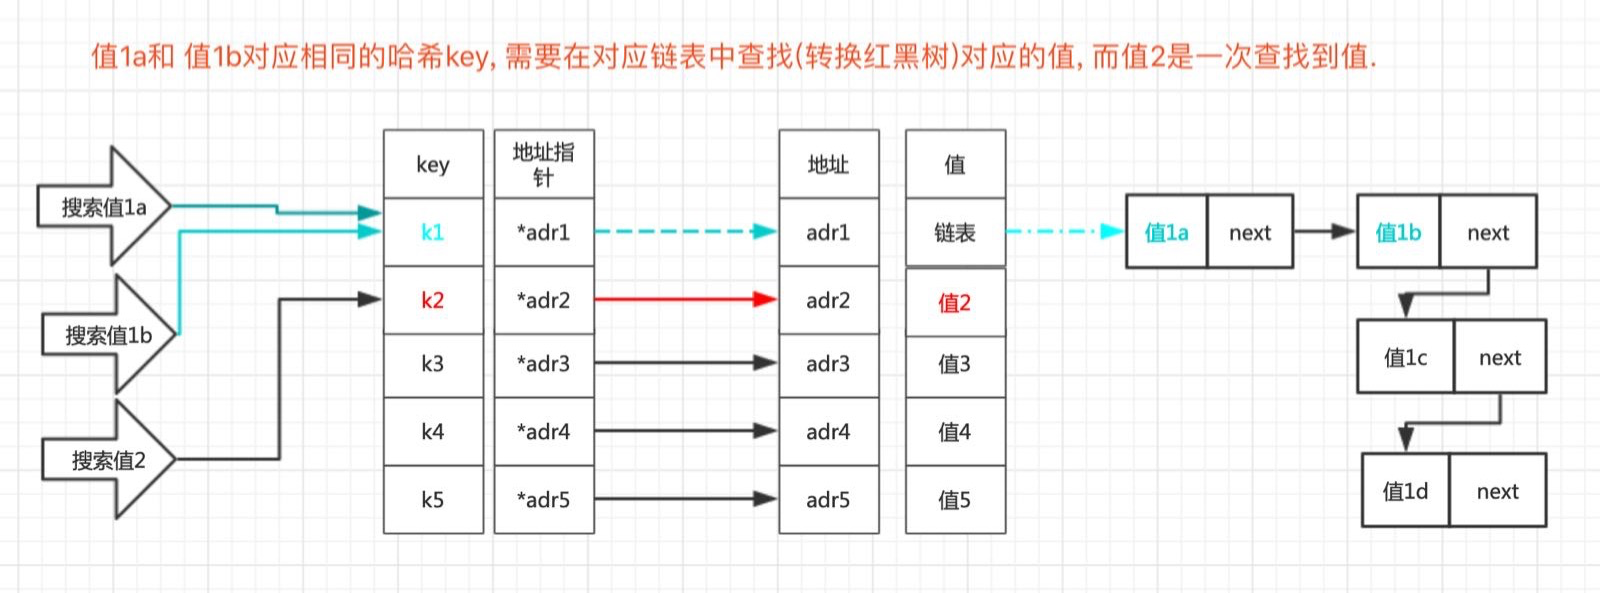 值1a和 值1b对应相同的哈希key, 需要在对应链表中查找(转换红黑树)对应的值, 而值2是一次查找到值.
搜索值1a
搜索值1b
搜索值2
key
k1
k2
k3
k4
k5
地址指
针
*adr1
*adr2
*adr3
*adr4
*adr5
地址
adr1
adr2
adr3
adr4
adr5
值
链表
值2
值3
值4
值5
值1a next
值1b next
值1c next
值1d next